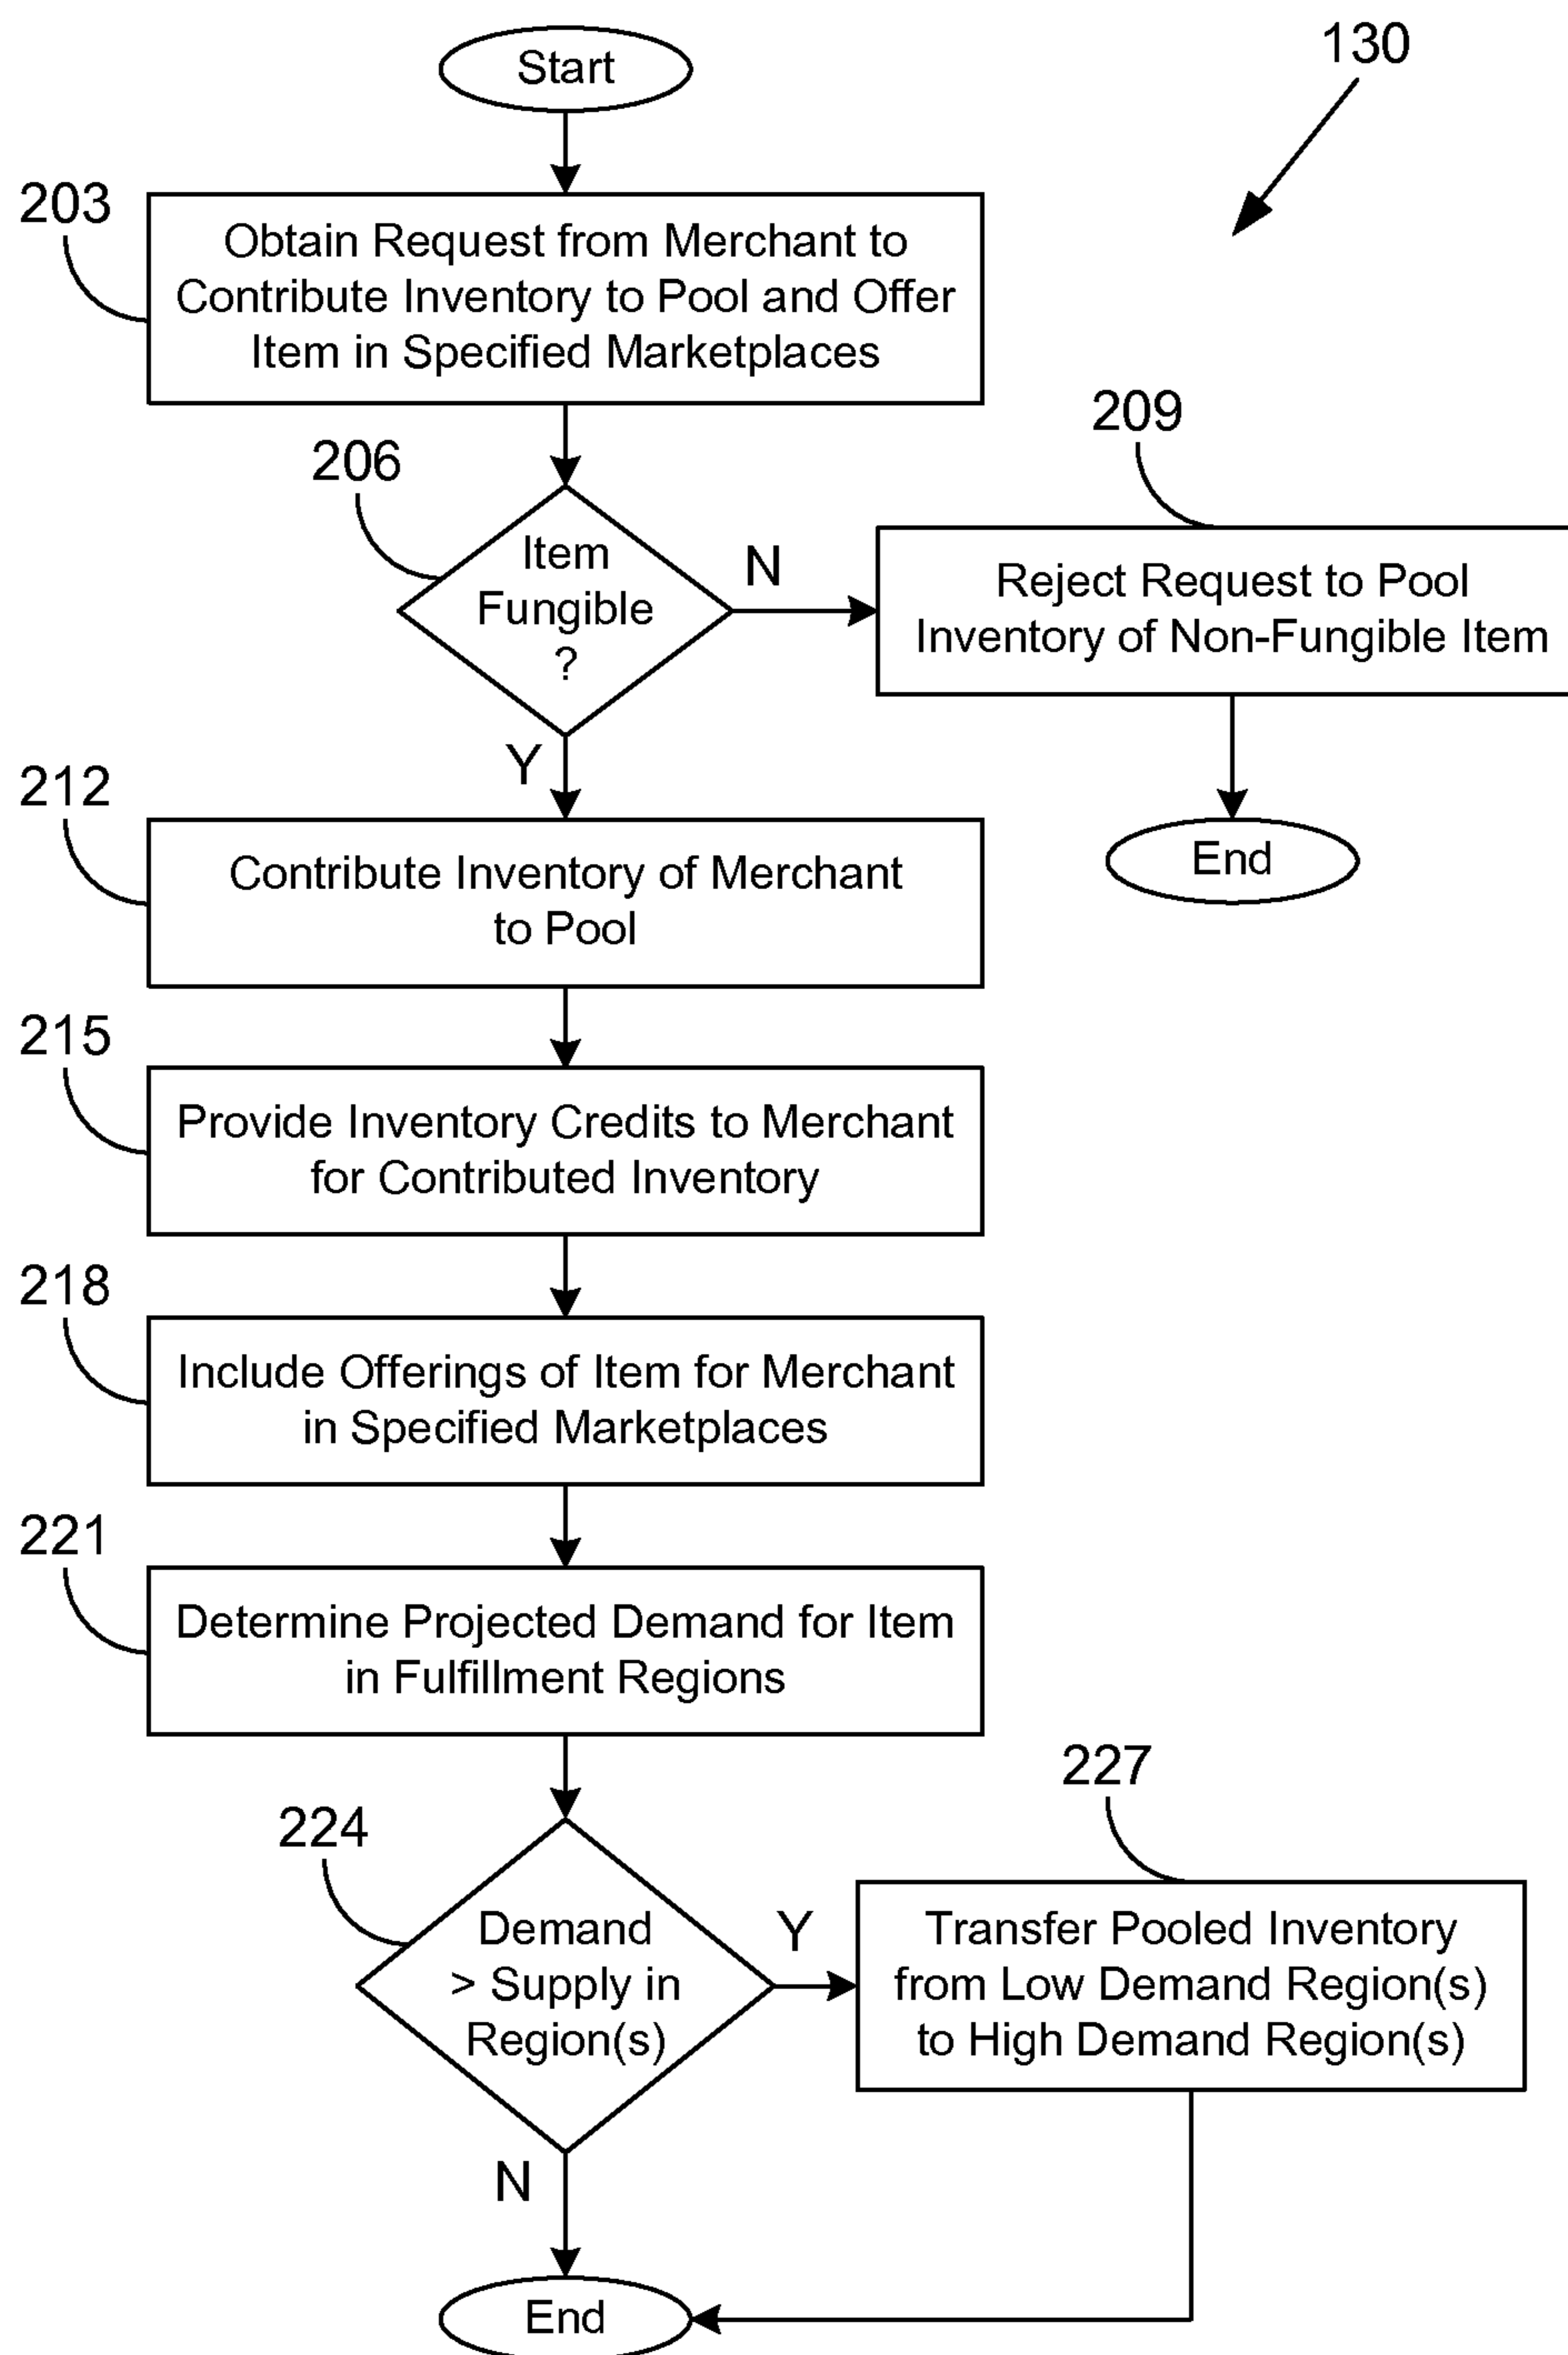 Start
130
203
Obtain Request from Merchant to
Contribute Inventory to Pool and Offer
Item in Specified Marketplaces
206
Item
Fungible
?
N
209
Reject Request to Pool
Inventory of Non-Fungible Item
End
Y
212
Contribute Inventory of Merchant
to Pool
215
Provide Inventory Credits to Merchant
for Contributed Inventory
218
Include Offerings of Item for Merchant
in Specified Marketplaces
221
Determine Projected Demand for Item
in Fulfillment Regions
224
Demand
> Supply in
Region(s)
Y
227
Transfer Pooled Inventory
from Low Demand Region(s)
to High Demand Region(s)
N
End